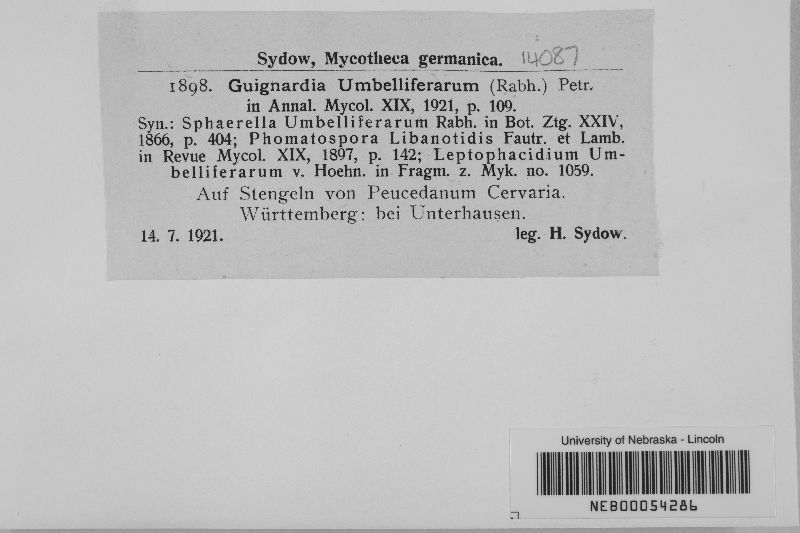 Sydow, Mycotheca germanica. 14087
1898. Guignardia Umbelliferarum (Rabh.) Petr.
in Annal. Mycol. XIX, 1921, p. 109.
Syn.: Sphaerella Umbelliferarum Rabh. in Bot. Ztg. XXIV,
1866, p. 404; Phomatospora Libanotidis Fautr. et Lamb.
in Revue Mycol. XIX, 1897, p. 142; Leptophacidium Um-
belliferarum v. Hoehn. in Fragm. z. Myk. no. 1059.
Auf Stengeln von Peucedanum Cervaria.
Württemberg: bei Unterhausen.
14. 7. 1921. leg. H. Sydow.
University of Nebraska - Lincoln
NEB00054286